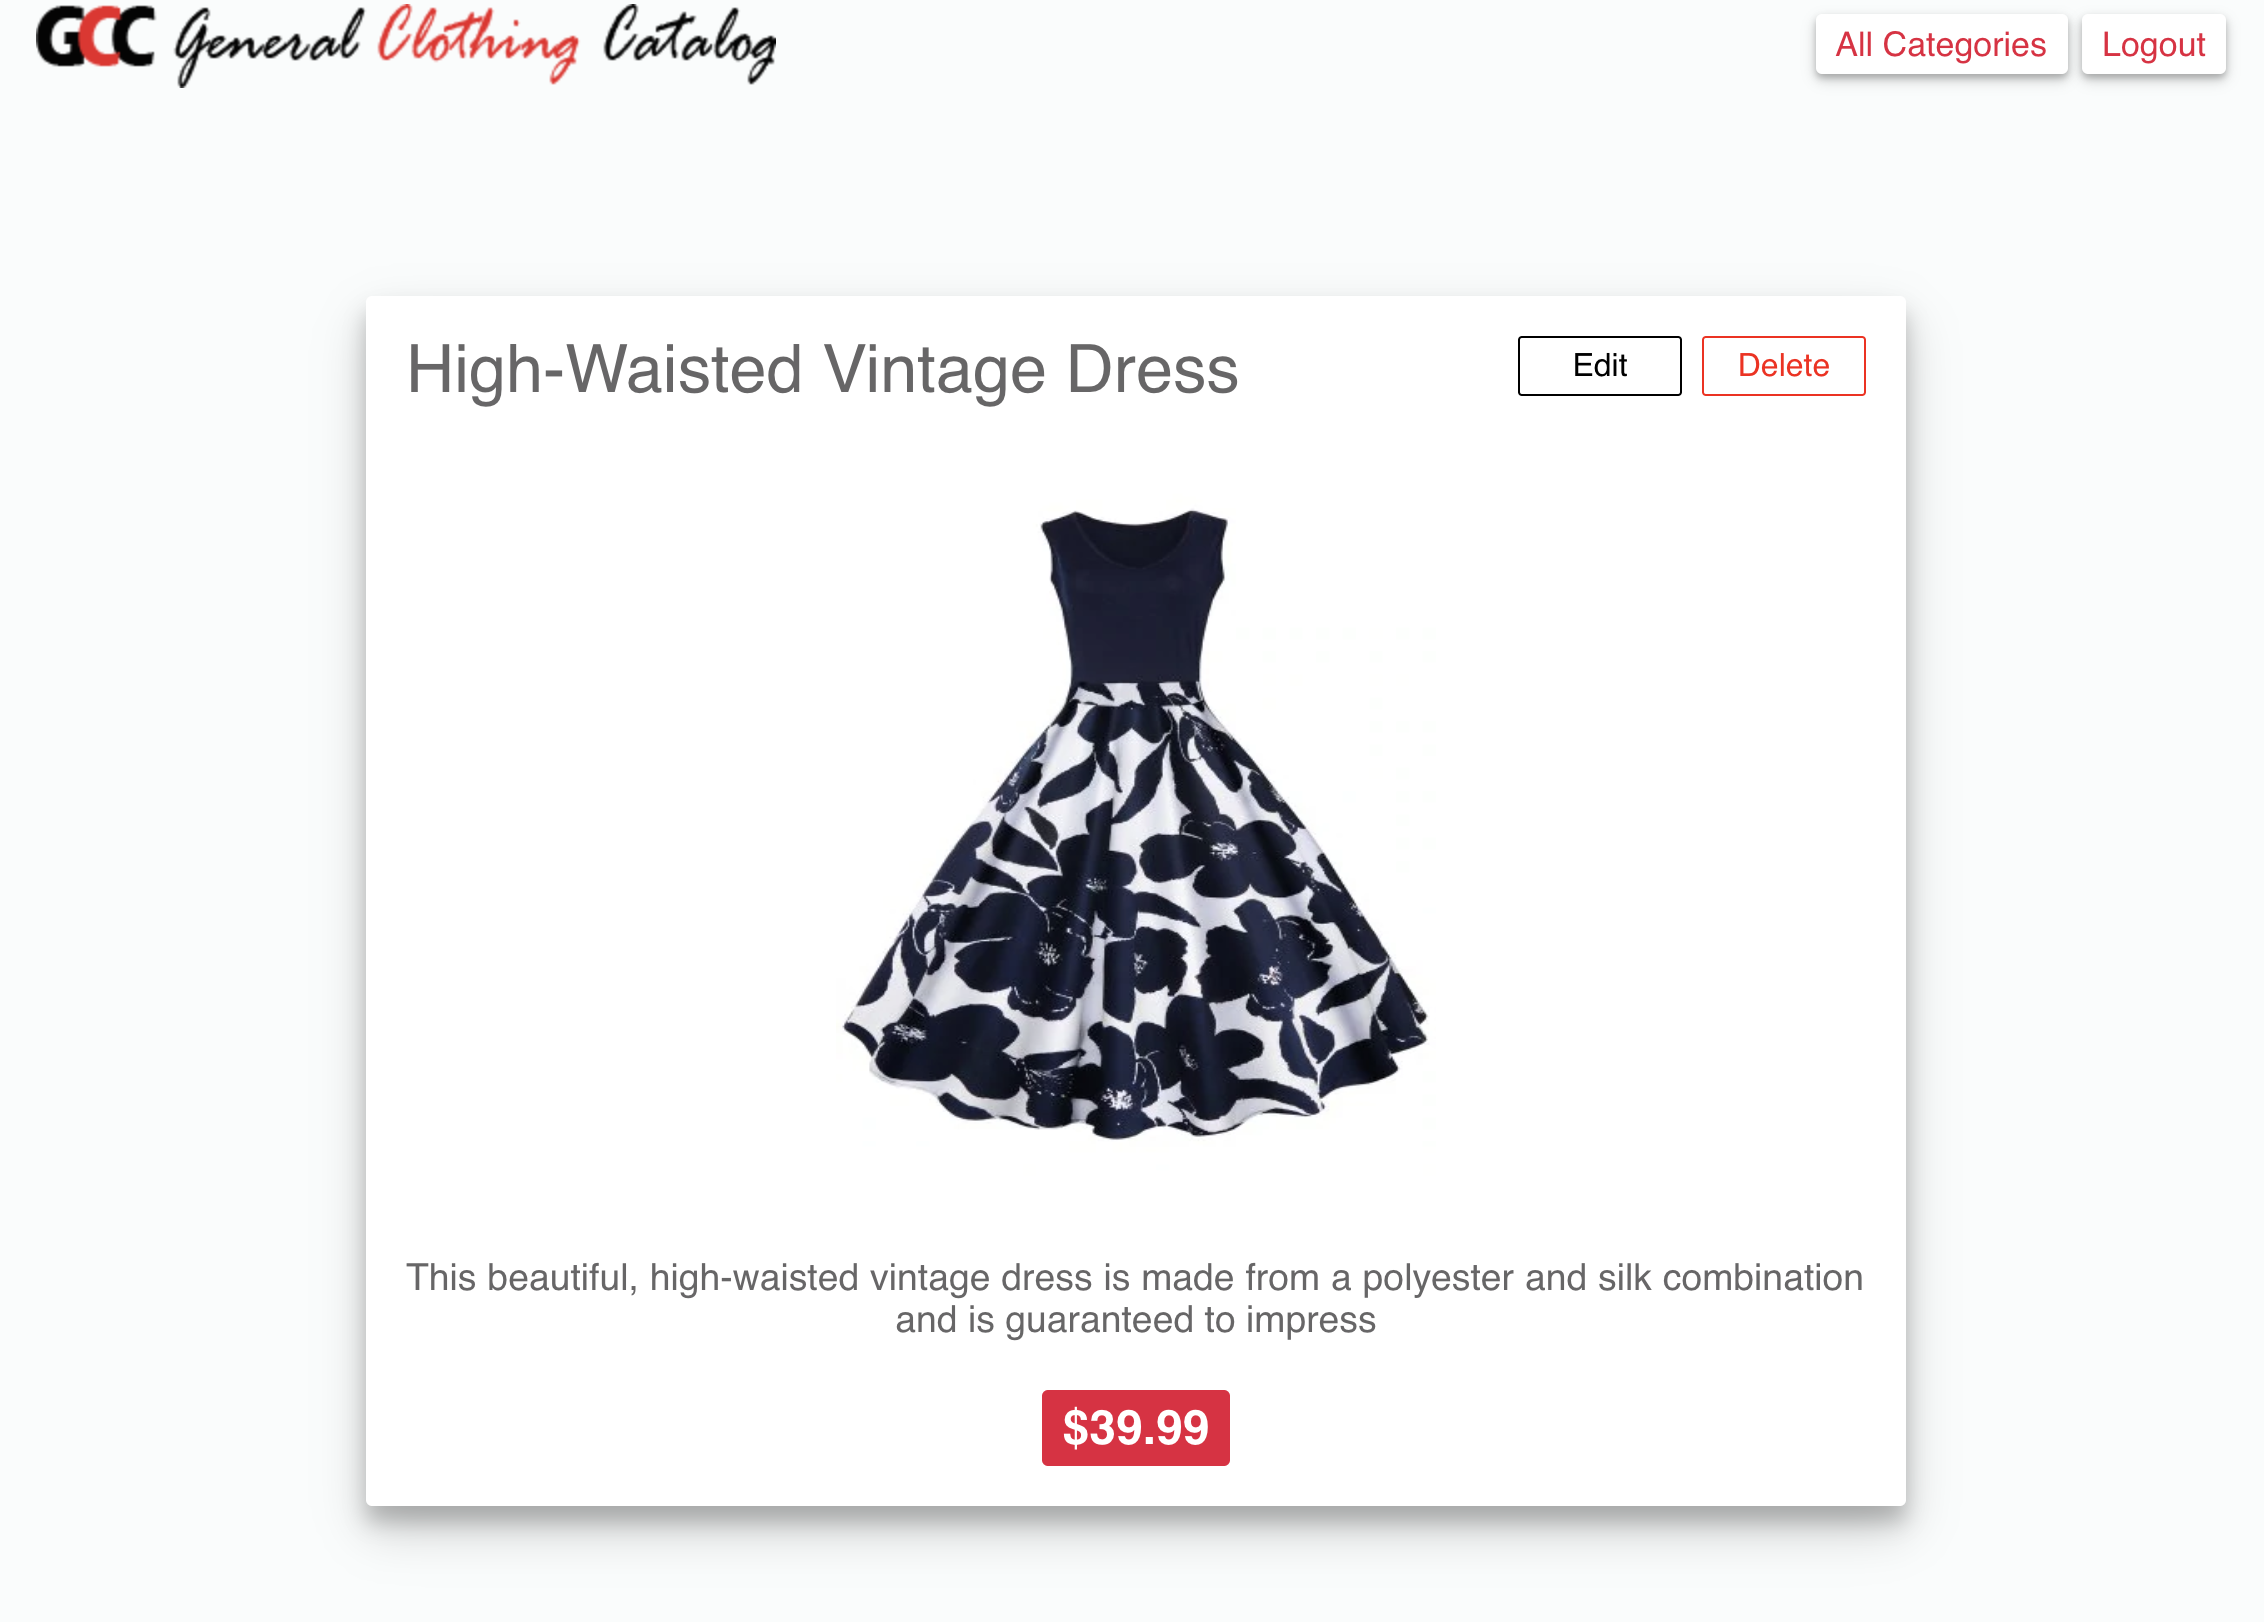 GCC General Clothing Catalog
All Categories
Logout
High-Waisted Vintage Dress
Edit
Delete
This beautiful, high-waisted vintage dress is made from a polyester and silk combination
and is guaranteed to impress
$39.99